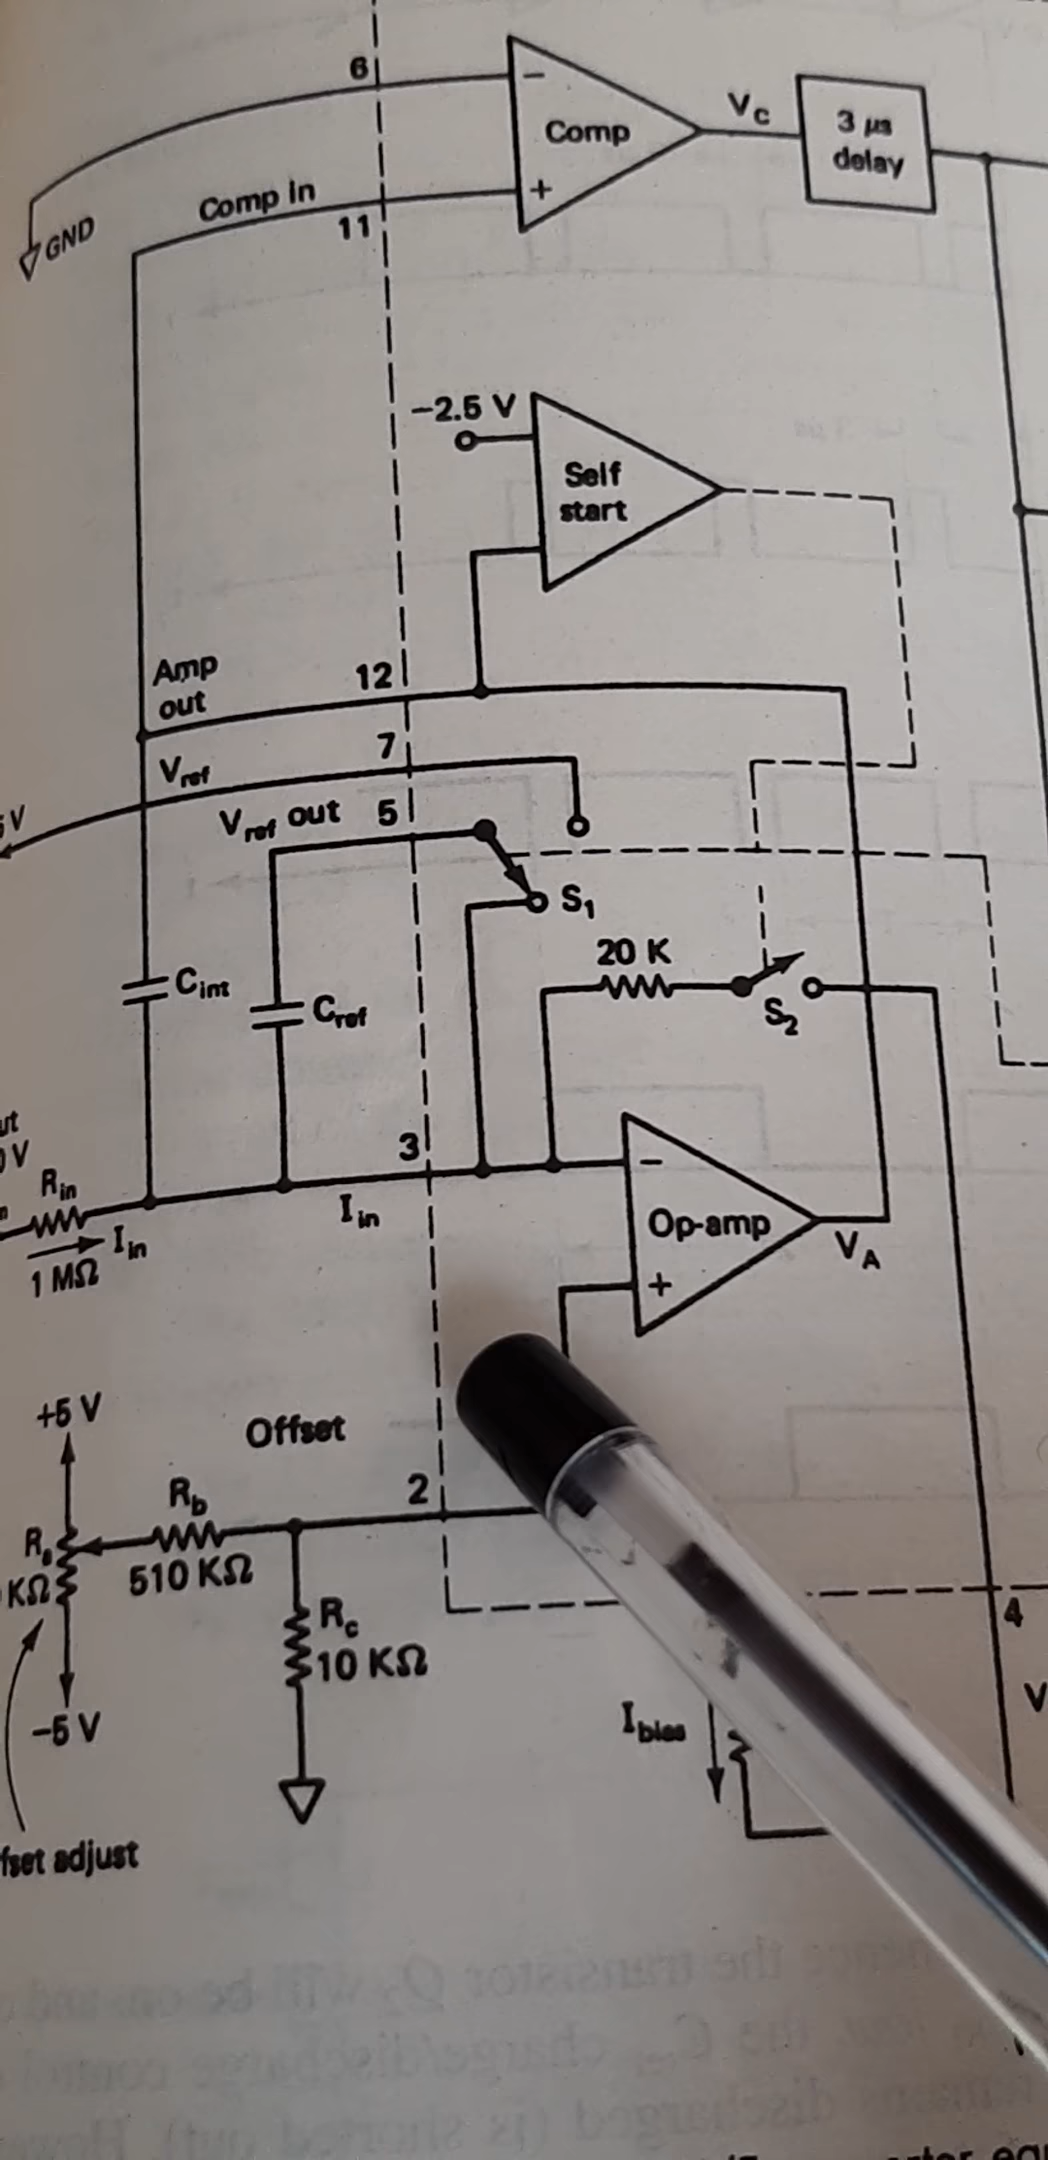 6
−
Comp
V_C
3 μs
delay
GND
Comp in
11
+
−2.5 V
Self
start
Amp
out
12
V_ref
7
V_ref out
5
S_1
C_int
C_ref
20 K
S_2
3
−
R_in
I_in
I_in
1 MΩ
Op-amp
V_A
+
+5 V
Offset
2
R_b
510 KΩ
KΩ
R_c
10 KΩ
4
−5 V
I_bias
V
adjust